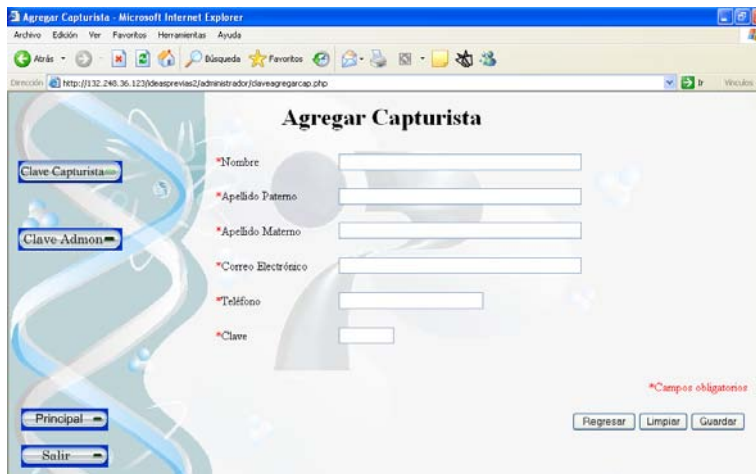 Agregar Capturista - Microsoft Internet Explorer
Archivo Edición Ver Favoritos Herramientas Ayuda
Atrás Búsqueda Favoritos
Dirección http://132.248.36.123/ideasprevias2/administrador/claveagregarcap.php Ir Vínculos
Agregar Capturista
Clave Capturista
*Nombre
*Apellido Paterno
Clave Admon
*Apellido Materno
*Correo Electrónico
*Teléfono
*Clave
*Campos obligatorios
Principal
Regresar Limpiar Guardar
Salir